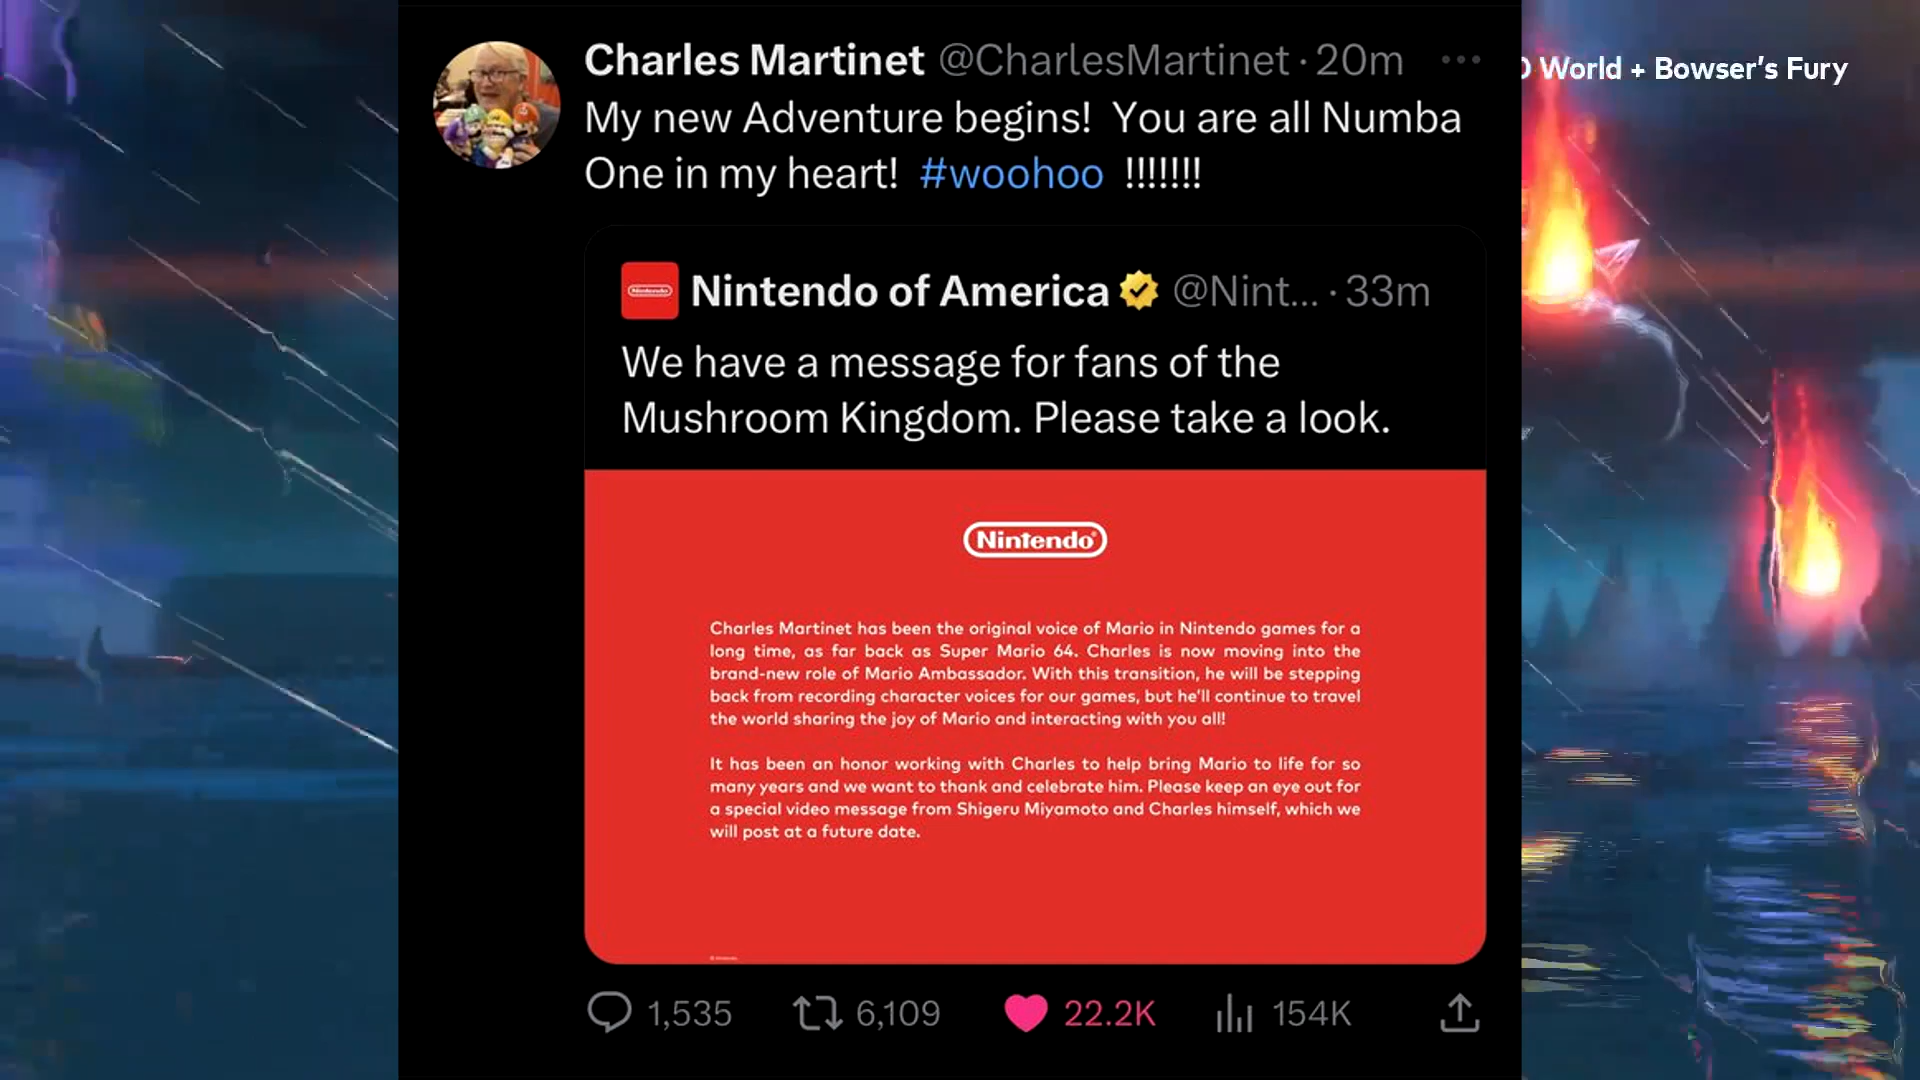 Charles Martinet @CharlesMartinet · 20m
World + Bowser's Fury
My new Adventure begins!  You are all Numba
One in my heart!  #woohoo  !!!!!!!
Nintendo of America @Nint... · 33m
We have a message for fans of the
Mushroom Kingdom. Please take a look.
Nintendo
Charles Martinet has been the original voice of Mario in Nintendo games for a
long time, as far back as Super Mario 64. Charles is now moving into the
brand-new role of Mario Ambassador. With this transition, he will be stepping
back from recording character voices for our games, but he'll continue to travel
the world sharing the joy of Mario and interacting with you all!
It has been an honor working with Charles to help bring Mario to life for so
many years and we want to thank and celebrate him. Please keep an eye out for
a special video message from Shigeru Miyamoto and Charles himself, which we
will post at a future date.
1,535 6,109 22.2K 154K